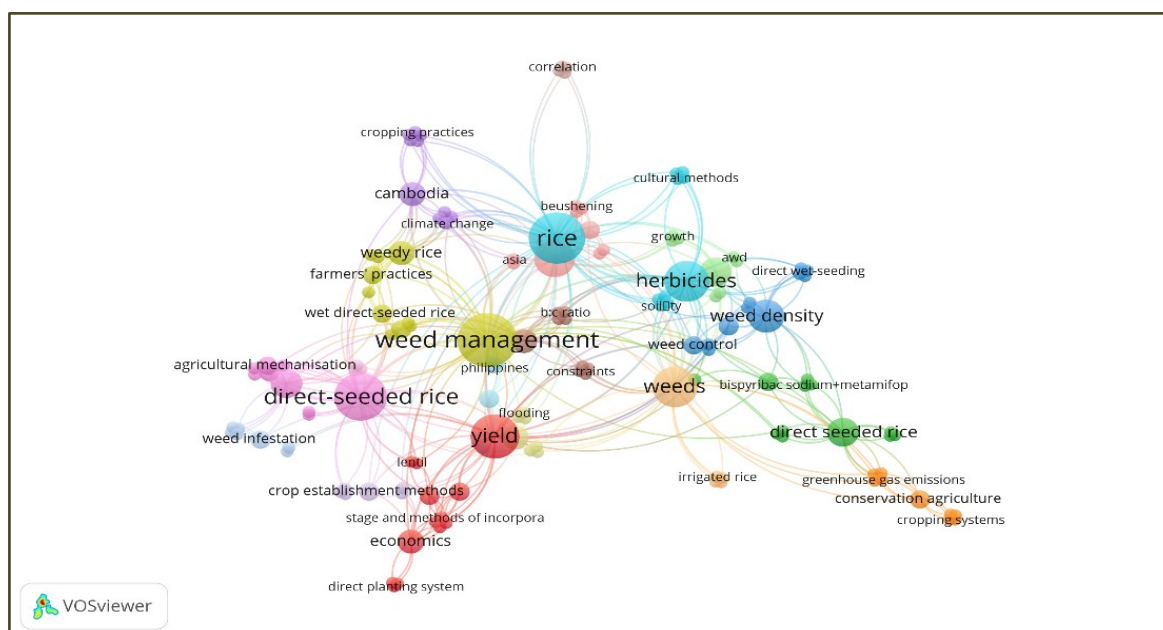 correlation
cropping practices
cultural methods
cambodia
beushening
climate change
rice
growth
weedy rice
awd
asia
direct wet-seeding
farmers' practices
herbicides
soil▯ty
wet direct-seeded rice
b:c ratio
weed density
weed management
weed control
agricultural mechanisation
philippines
constraints
weeds
bispyribac sodium+metamifop
direct-seeded rice
flooding
yield
direct seeded rice
weed infestation
lentil
irrigated rice
greenhouse gas emissions
crop establishment methods
conservation agriculture
stage and methods of incorpora
cropping systems
economics
direct planting system
VOSviewer